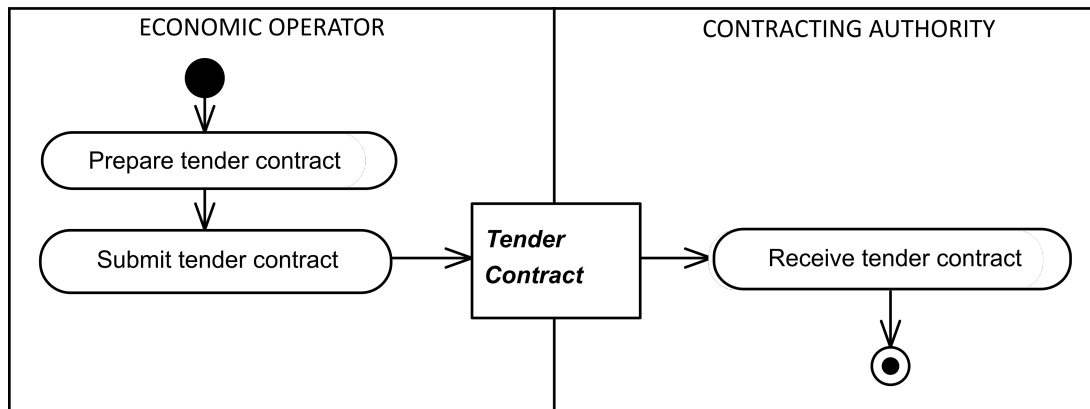 ECONOMIC OPERATOR
CONTRACTING AUTHORITY
Prepare tender contract
Submit tender contract
Tender
Contract
Receive tender contract